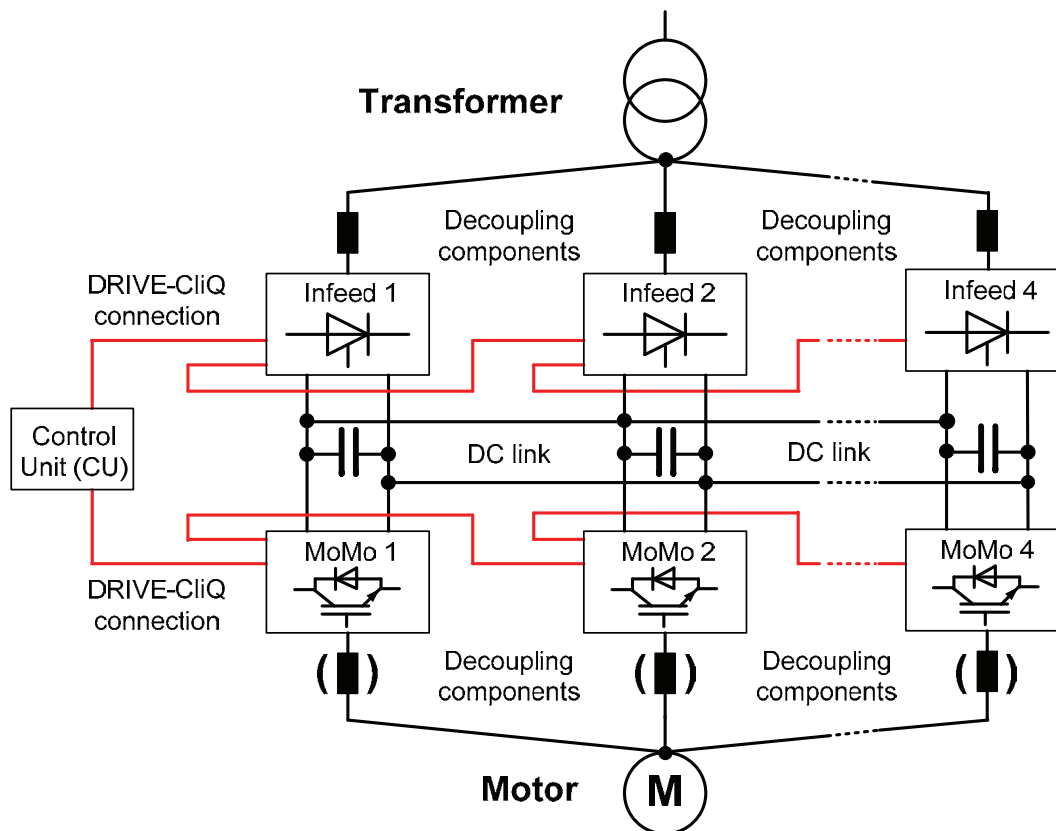 Transformer
Decoupling
components
Decoupling
components
DRIVE-CliQ
connection
Infeed 1
Infeed 2
Infeed 4
Control
Unit (CU)
DC link
DC link
MoMo 1
MoMo 2
MoMo 4
DRIVE-CliQ
connection
( )
Decoupling
components
( )
Decoupling
components
( )
Motor
M